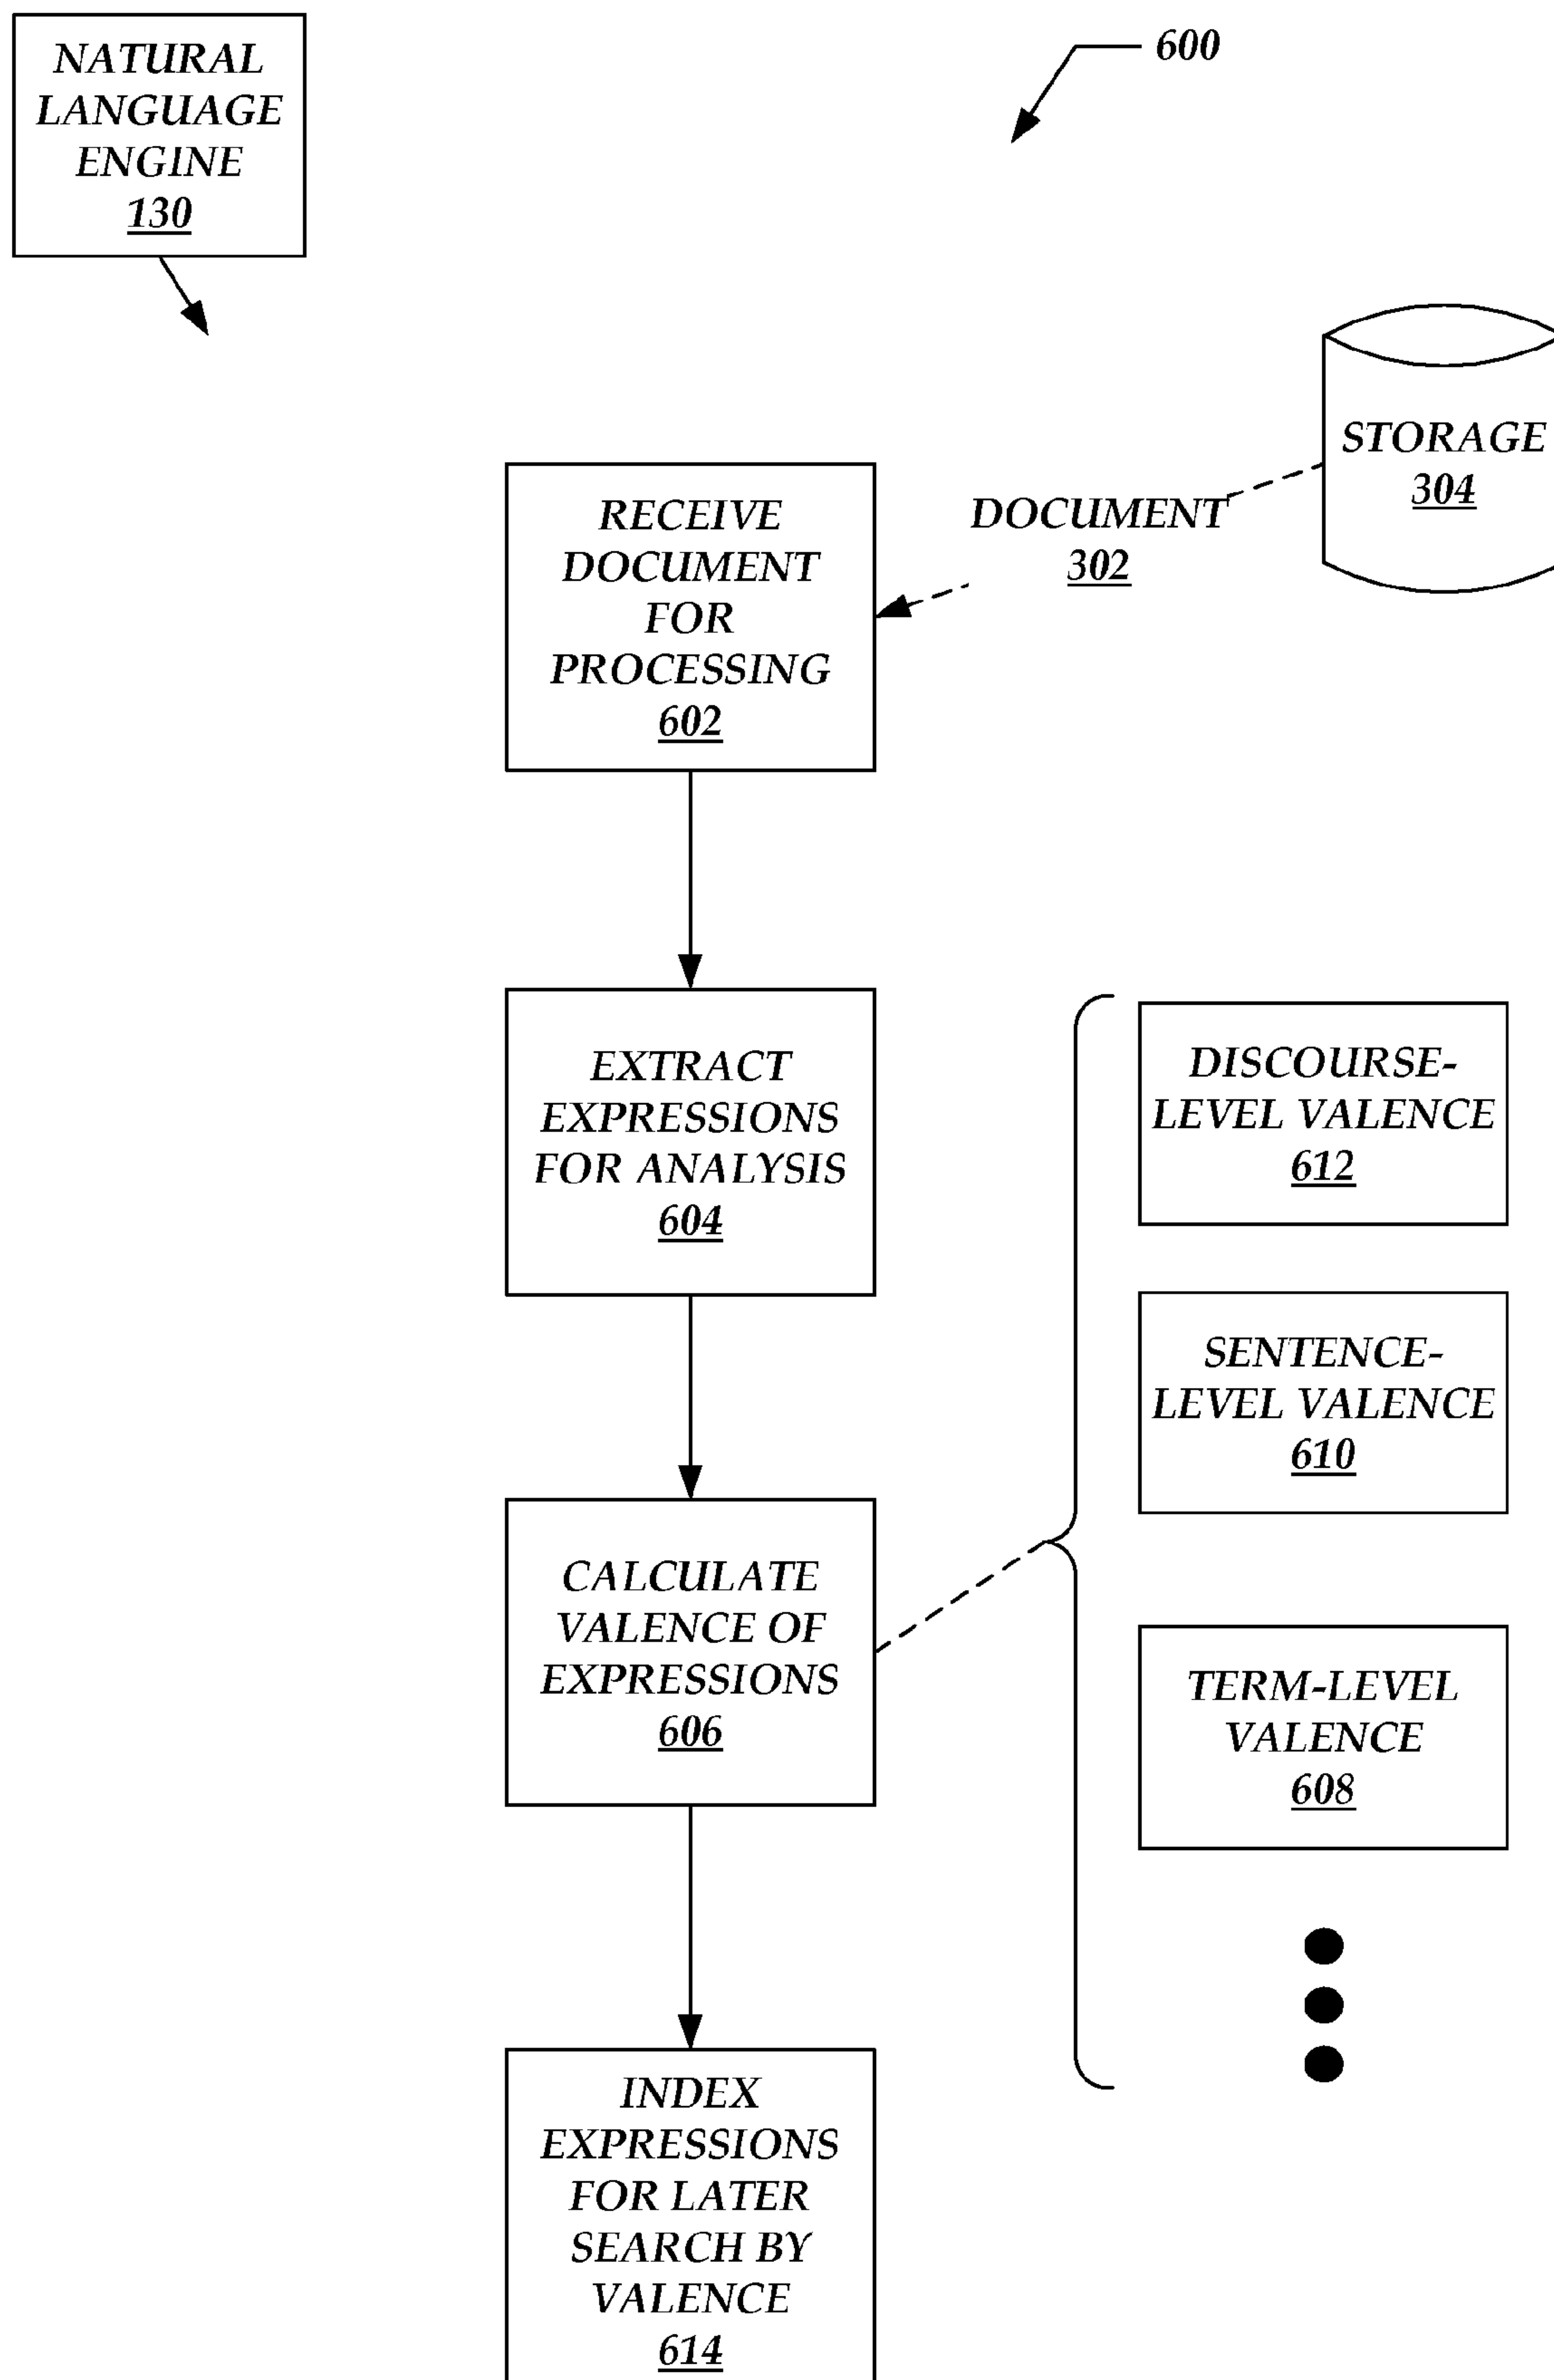 NATURAL
LANGUAGE
ENGINE
130
600
STORAGE
304
DOCUMENT
302
RECEIVE
DOCUMENT
FOR
PROCESSING
602
EXTRACT
EXPRESSIONS
FOR ANALYSIS
604
DISCOURSE-
LEVEL VALENCE
612
SENTENCE-
LEVEL VALENCE
610
CALCULATE
VALENCE OF
EXPRESSIONS
606
TERM-LEVEL
VALENCE
608
INDEX
EXPRESSIONS
FOR LATER
SEARCH BY
VALENCE
614